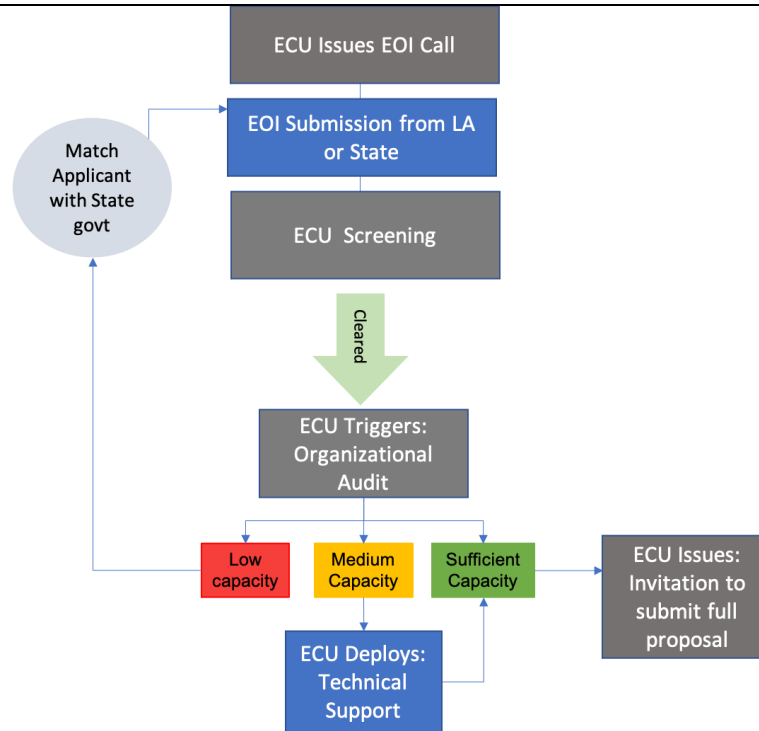 ECU Issues EOI Call
EOI Submission from LA
or State
Match
Applicant
with State
govt
ECU Screening
Cleared
ECU Triggers:
Organizational
Audit
Low
capacity
Medium
Capacity
Sufficient
Capacity
ECU Issues:
Invitation to
submit full
proposal
ECU Deploys:
Technical
Support